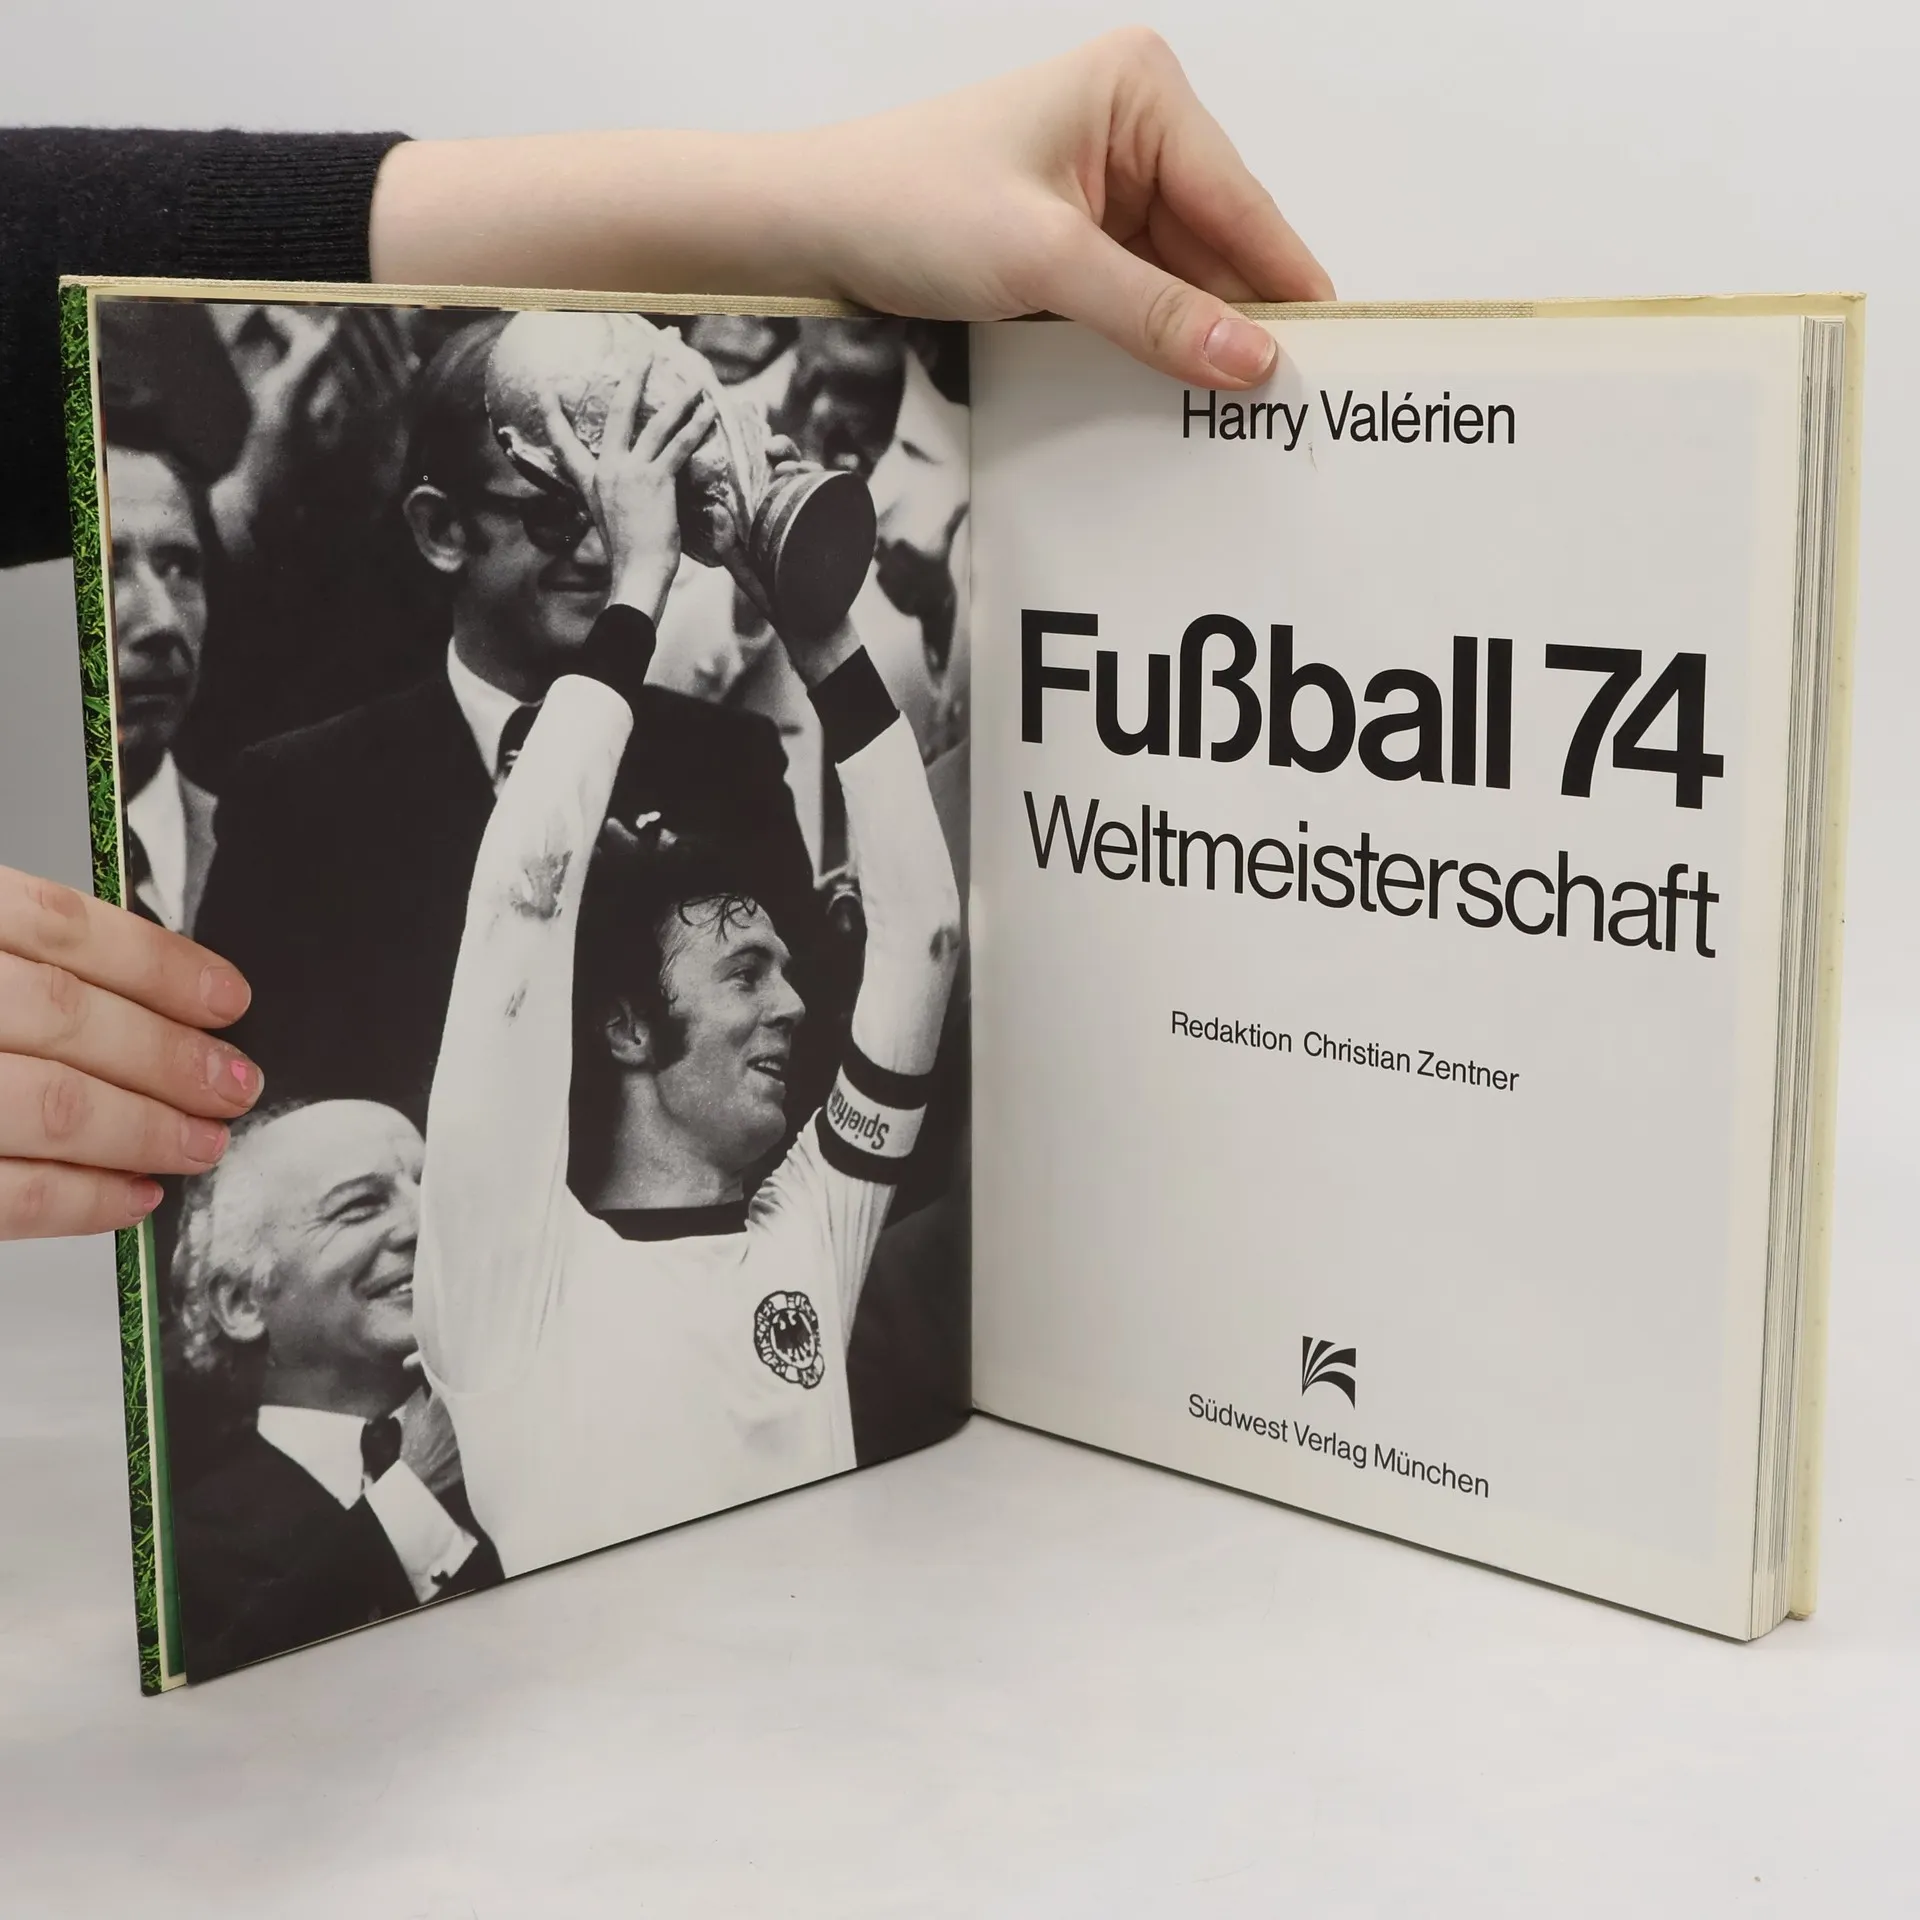 Harry Valérien
Fußball 74
Weltmeisterschaft
Redaktion Christian Zentner
Südwest Verlag München